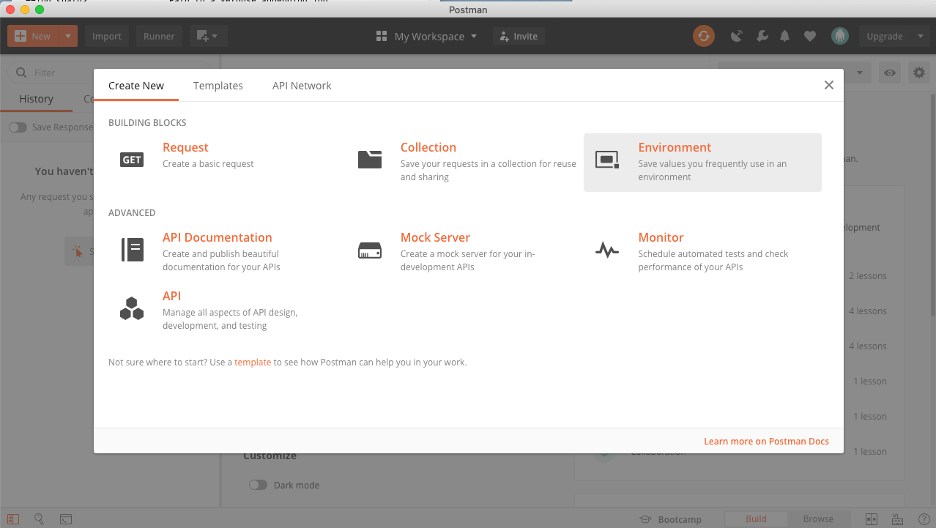 Postman
New
Import
Runner
My Workspace
Invite
Upgrade
Filter
History
Save Response
You haven't
Any request you s
Create New
Templates
API Network
BUILDING BLOCKS
GET
Request
Create a basic request
Collection
Save your requests in a collection for reuse
and sharing
Environment
Save values you frequently use in an
environment
ADVANCED
API Documentation
Create and publish beautiful
documentation for your APIs
Mock Server
Create a mock server for your in-
development APIs
Monitor
Schedule automated tests and check
performance of your APIs
API
Manage all aspects of API design,
development, and testing
Not sure where to start? Use a template to see how Postman can help you in your work.
Learn more on Postman Docs
2 lessons
4 lessons
4 lessons
1 lesson
1 lesson
1 lesson
Customize
Dark mode
Bootcamp
Build
Browse